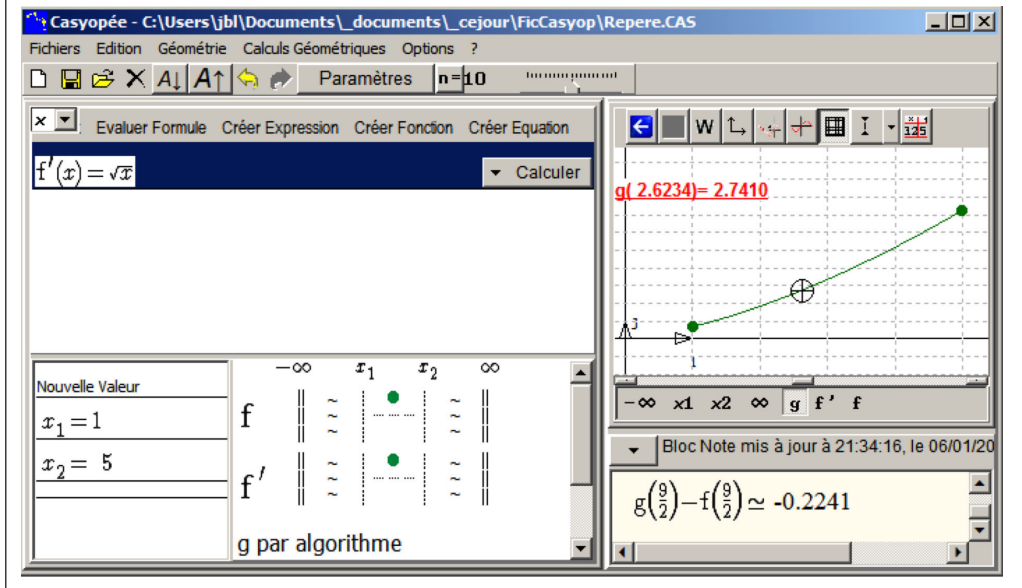 Casyopée - C:\Users\jbl\Documents\_documents\_cejour\FicCasyop\Repere.CAS
Fichiers Edition Géométrie Calculs Géométriques Options ?
A↓ A↑ Paramètres n=10
x Evaluer Formule Créer Expression Créer Fonction Créer Equation
f′(x) = √x Calculer
W I x 1 325
g( 2.6234)= 2.7410
J
1
−∞ x1 x2 ∞ g f ' f
−∞ x₁ x₂ ∞
Nouvelle Valeur
x₁ = 1
x₂ = 5
f ~ ~ ~ ~ ~ ~
f′ ~ ~ ~ ~ ~ ~
g par algorithme
Bloc Note mis à jour à 21:34:16, le 06/01/20
g(9/2)−f(9/2) ≃ -0.2241